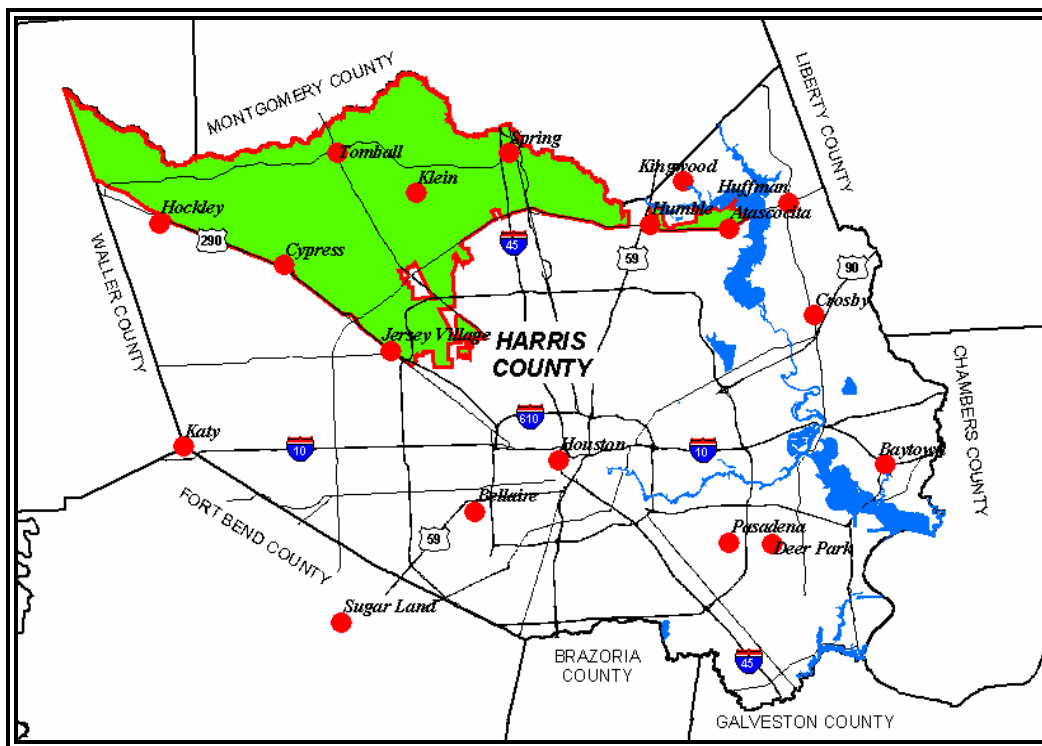 MONTGOMERY COUNTY
LIBERTY COUNTY
Tomball
Spring
Klein
Kingwood
Huffman
Hockley
Humble
Atascocita
290
45
59
Cypress
90
WALLER COUNTY
Crosby
Jersey Village
HARRIS
COUNTY
CHAMBERS COUNTY
610
Katy
10
Houston
10
Baytown
FORT BEND COUNTY
Bellaire
59
Pasadena
Deer Park
Sugar Land
BRAZORIA
COUNTY
45
GALVESTON COUNTY